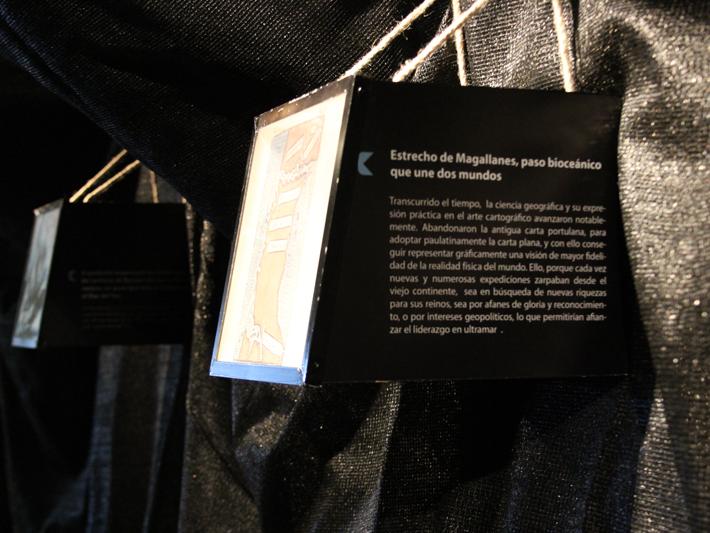 Estrecho de Magallanes, paso bioceánico
que une dos mundos
Transcurrido el tiempo, la ciencia geográfica y su expre-
sión práctica en el arte cartográfico avanzaron notable-
mente. Abandonaron la antigua carta portulana, para
adoptar paulatinamente la carta plana, y con ello conse-
guir representar gráficamente una visión de mayor fideli-
dad de la realidad física del mundo. Ello, porque cada vez
nuevas y numerosas expediciones zarpaban desde el
viejo continente, sea en búsqueda de nuevas riquezas
para sus reinos, sea por afanes de gloria y reconocimien-
to, o por intereses geopolíticos, lo que permitirían afian-
zar el liderazgo en ultramar .